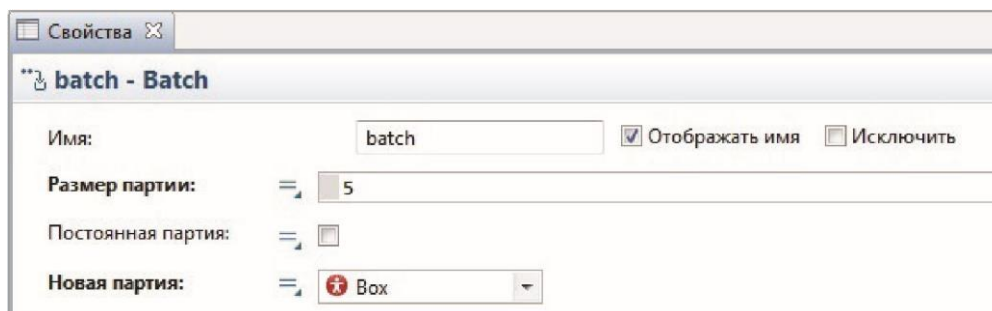 Свойства
batch - Batch
Имя: batch Отображать имя Исключить
Размер партии: 5
Постоянная партия:
Новая партия: Box